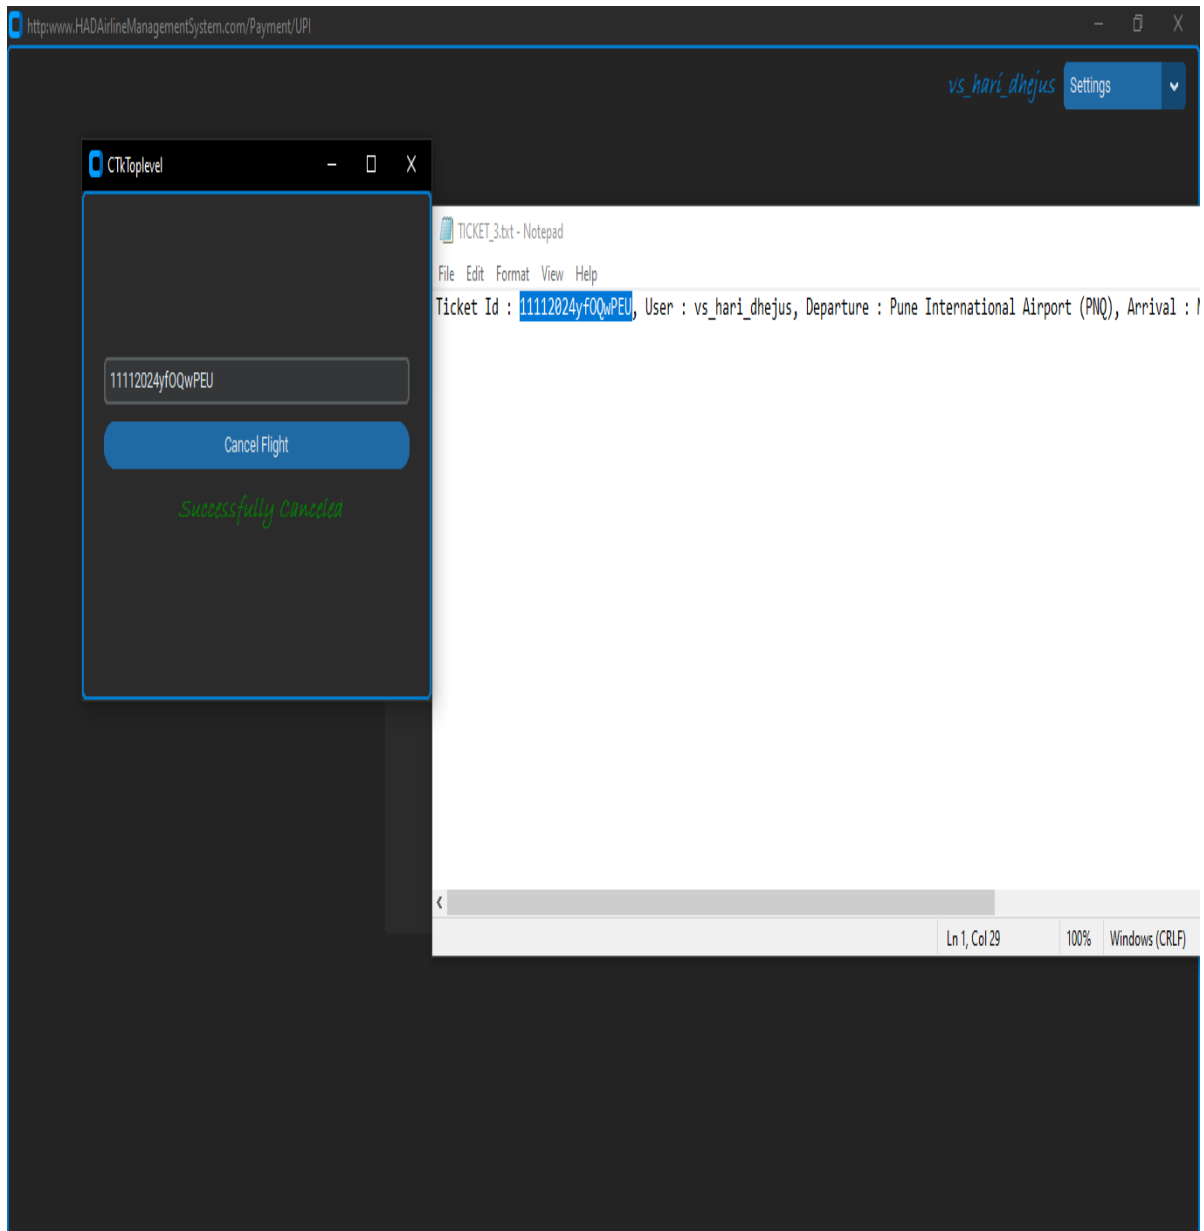 http:www.HADAirlineManagementSystem.com/Payment/UPI
vs_hari_dhejus Settings
CTkToplevel
TICKET_3.txt - Notepad
File Edit Format View Help
Ticket Id : 11112024yfOQwPEU, User : vs_hari_dhejus, Departure : Pune International Airport (PNQ), Arrival :
11112024yfOQwPEU
Cancel Flight
Successfully Canceled
Ln 1, Col 29 100% Windows (CRLF)